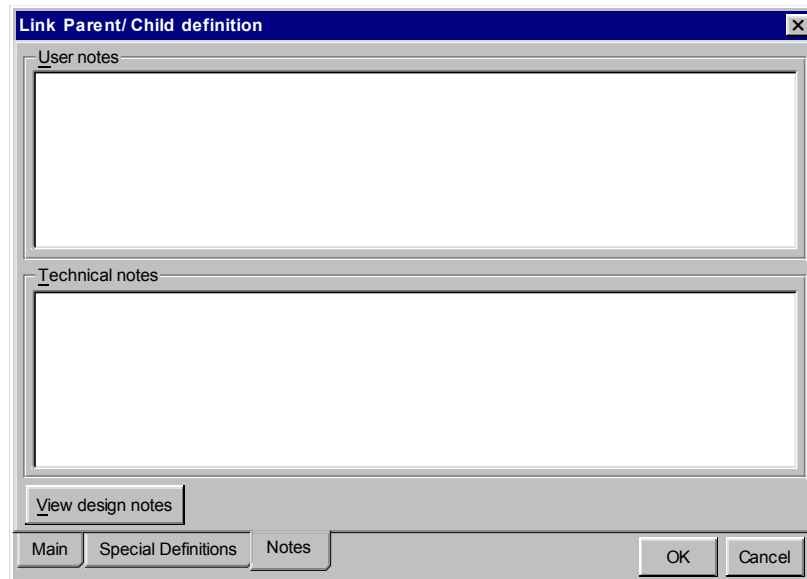 Link Parent/ Child definition
User notes
Technical notes
View design notes
Main Special Definitions Notes
OK Cancel